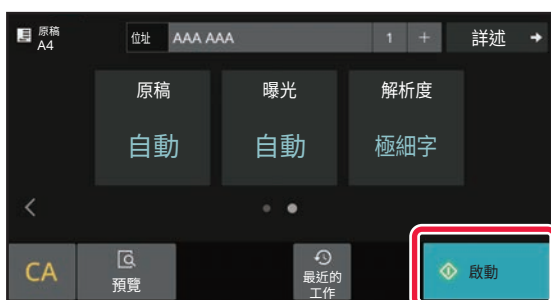 原稿
A4
位址 AAA AAA 1 + 詳述
原稿 曝光 解析度
自動 自動 極細字
CA 預覽 最近的
工作 啟動